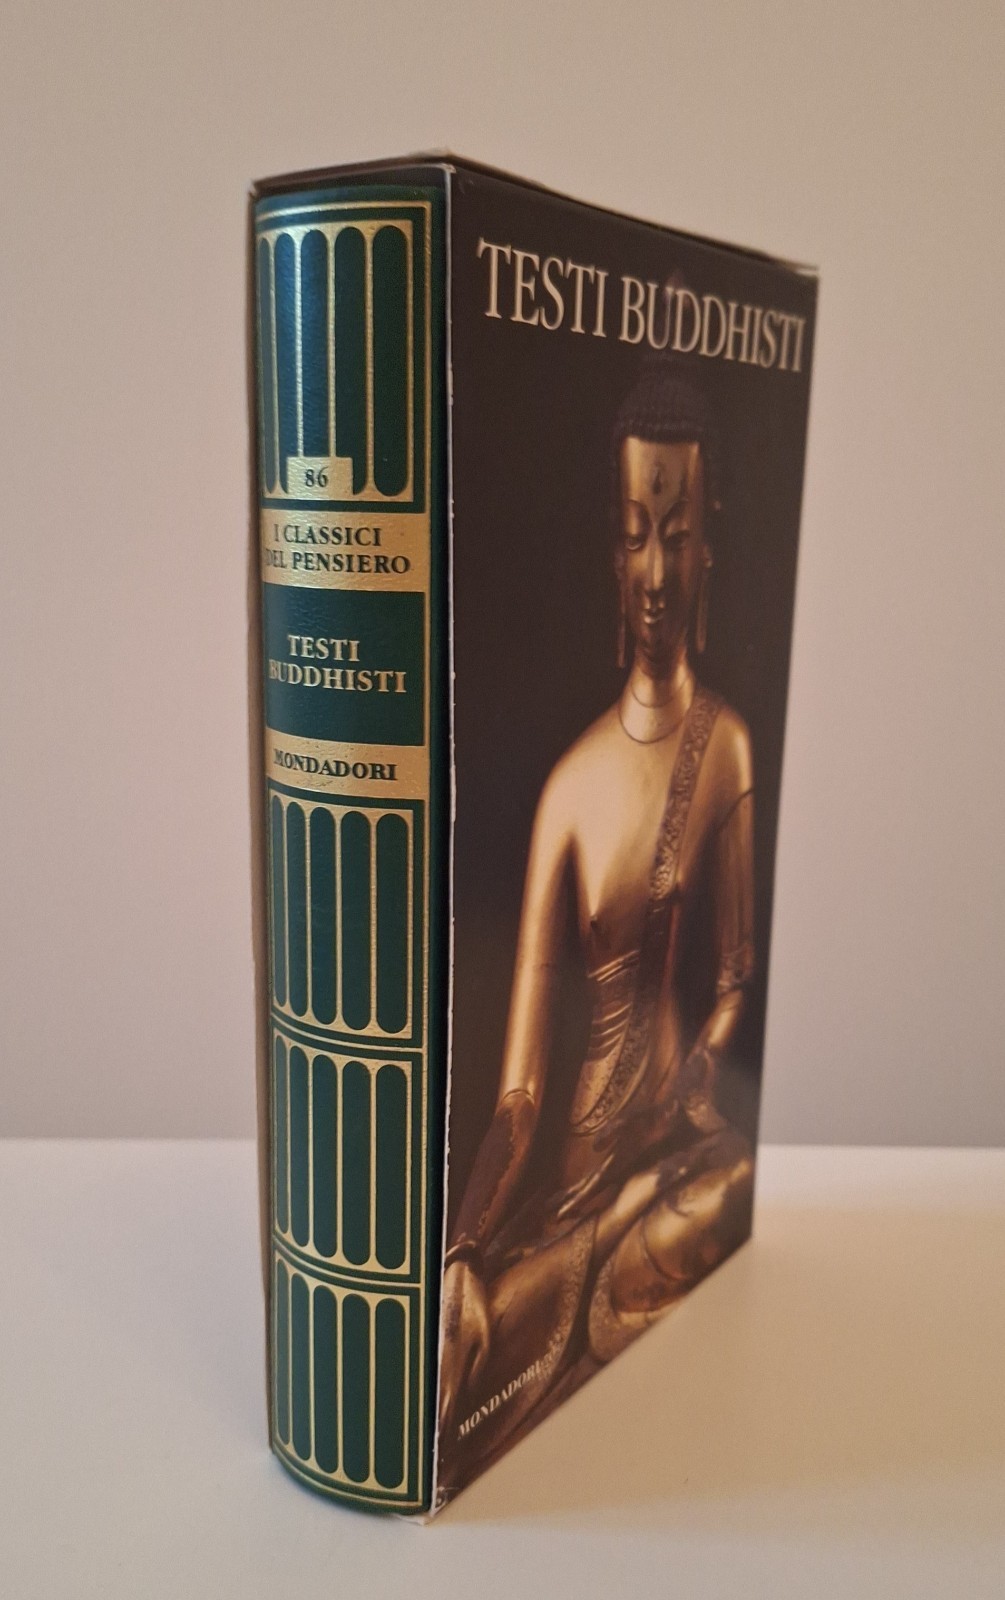 86
I CLASSICI
DEL PENSIERO
TESTI
BUDDHISTI
MONDADORI
TESTI BUDDHISTI
MONDADORI